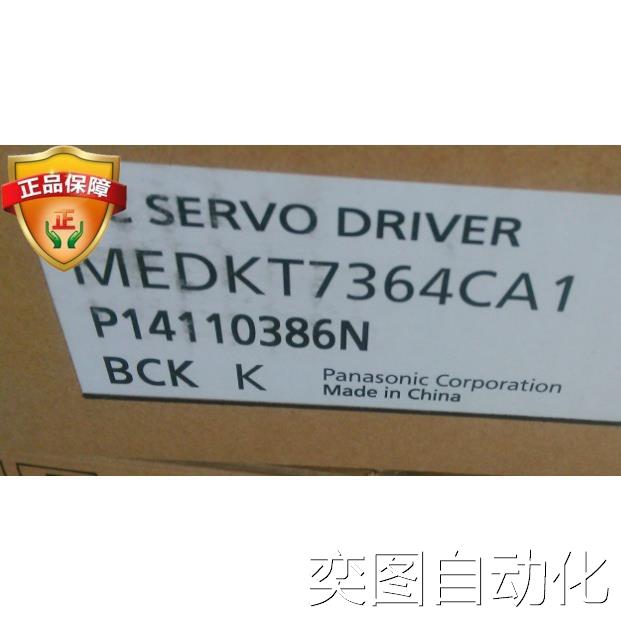 正品保障
正
C SERVO DRIVER
MEDKT7364CA1
P14110386N
BCK K
Panasonic Corporation
Made in China
奕图自动化